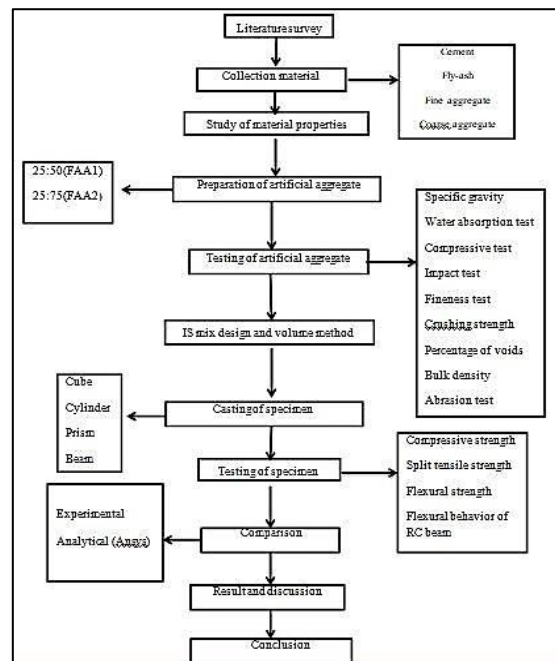 Literature survey
Collection material
Cement
Fly-ash
Fine aggregate
Coarse aggregate
Study of material properties
Preparation of artificial aggregate
25:50(FAA1)
25:75(FAA2)
Testing of artificial aggregate
Specific gravity
Water absorption test
Compressive test
Impact test
Fineness test
Crushing strength
Percentage of voids
Bulk density
Abrasion test
IS mix design and volume method
Casting of specimen
Cube
Cylinder
Prism
Beam
Testing of specimen
Compressive strength
Split tensile strength
Flexural strength
Flexural behavior of
RC beam
Comparison
Experimental
Analytical (Ansys)
Result and discussion
Conclusion